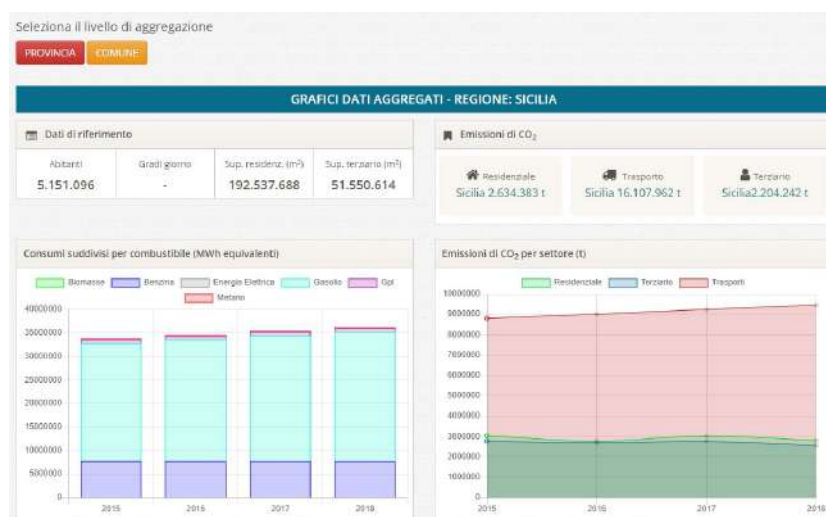 Seleziona il livello di aggregazione
PROVINCIA COMUNE
GRAFICI DATI AGGREGATI - REGIONE: SICILIA
Dati di riferimento
Abitanti Gradi giorno Sup. residenz. (m²) Sup. terziario (m²)
5.151.096 - 192.537.688 51.550.614
Emissioni di CO₂
Residenziale Trasporto Terziario
Sicilia 2.634.383 t Sicilia 16.107.962 t Sicilia2.204.242 t
Consumi suddivisi per combustibile (MWh equivalenti)
Biomasse Benzina Energia Elettrica Gasolio Gpl
Metano
40000000
35000000
30000000
25000000
20000000
15000000
10000000
5000000
0
2015 2016 2017 2018
Emissioni di CO₂ per settore (t)
Residenziale Terziario Trasporti
10000000
9000000
8000000
7000000
6000000
5000000
4000000
3000000
2000000
1000000
0
2015 2016 2017 2018